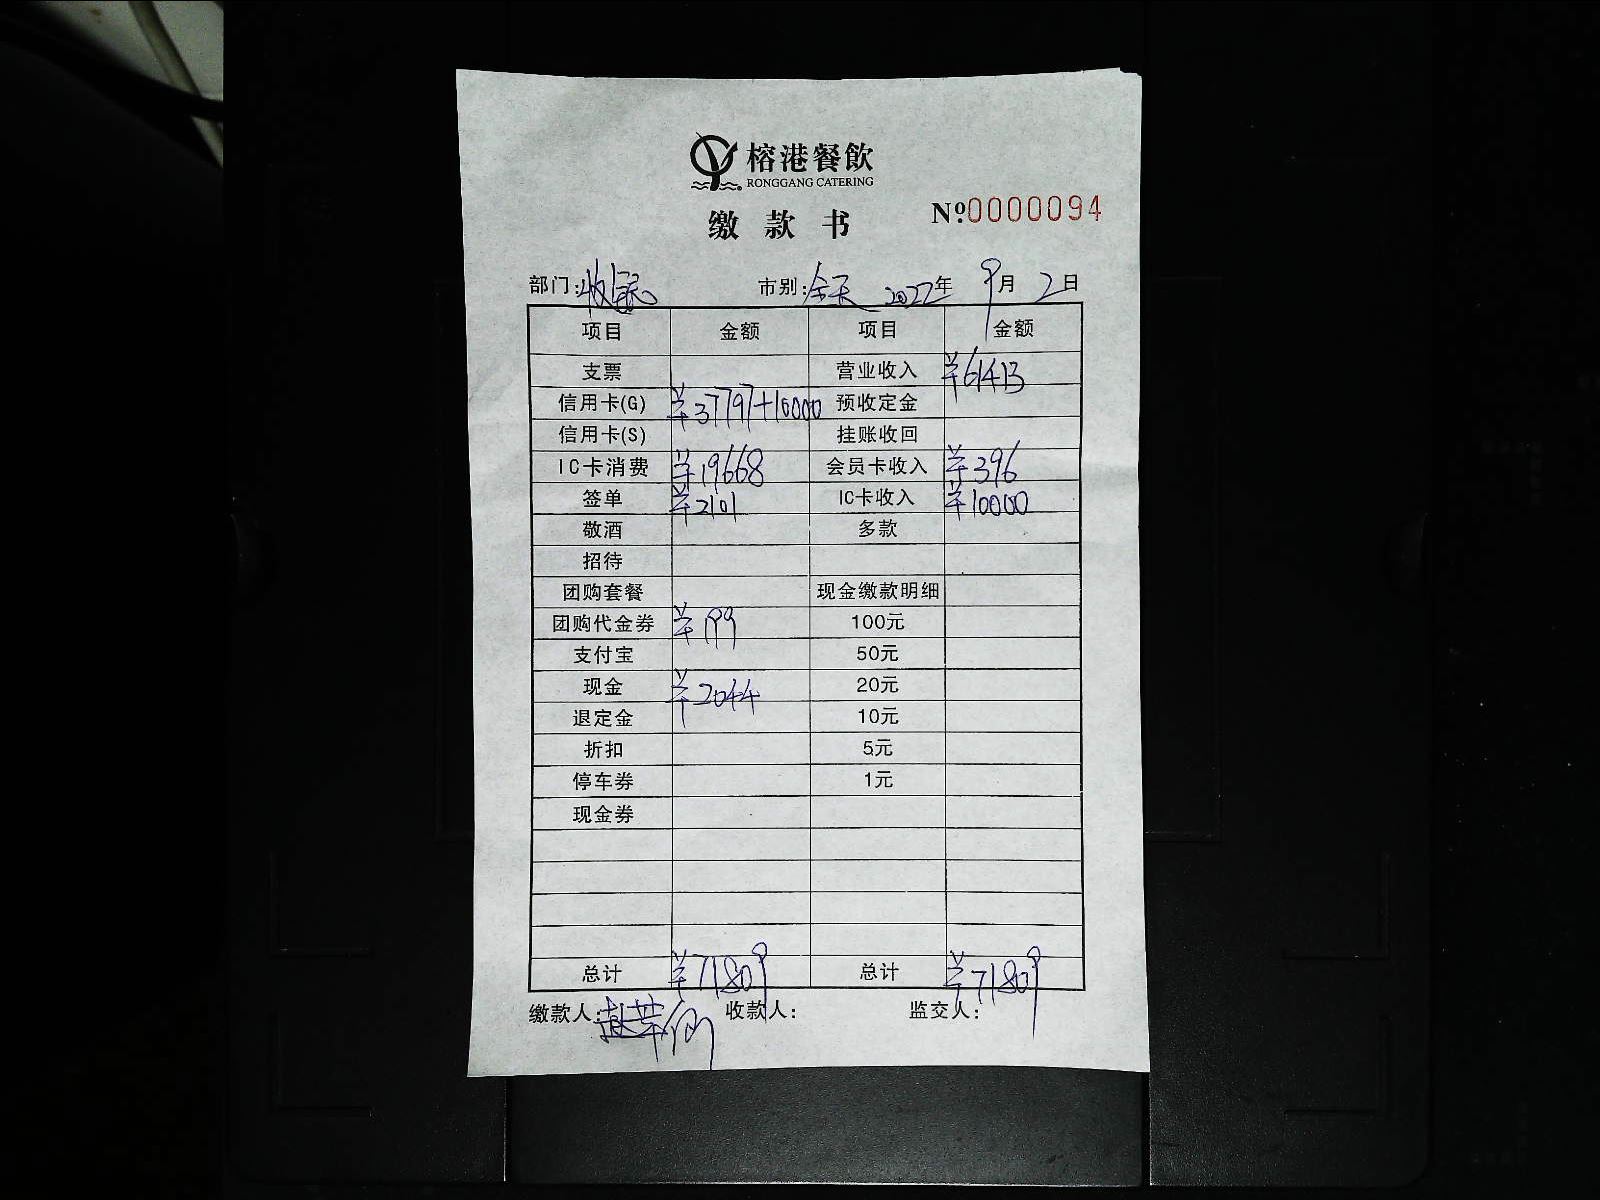 榕港餐飲
RONGGANG CATERING
缴款书
№0000094
部门:收银 市别:全天 2022年 9月 2日
项目 金额 项目 金额
支票 营业收入 ¥61413
信用卡(G) ¥37797+10000 预收定金
信用卡(S) 挂账收回
IC卡消费 ¥19668 会员卡收入 ¥396
签单 ¥2101 IC卡收入 ¥10000
敬酒 多款
招待
团购套餐 现金缴款明细
团购代金券 ¥199 100元
支付宝 50元
现金 ¥2044 20元
退定金 10元
折扣 5元
停车券 1元
现金券
总计 ¥71809 总计 ¥71809
缴款人: 收款人: 监交人: